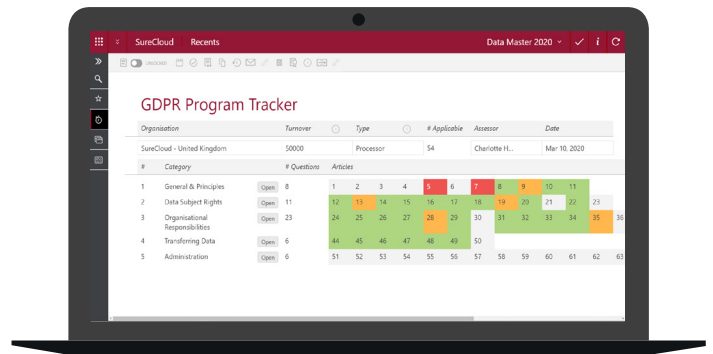 SureCloud Recents Data Master 2020
UNLOCKED
GDPR Program Tracker
Organisation Turnover Type # Applicable Assessor Date
SureCloud - United Kingdom 50000 Processor 54 Charlotte H... Mar 10, 2020
# Category # Questions Articles
1 General & Principles Open 8 1 2 3 4 5 6 7 8 9 10 11
2 Data Subject Rights Open 11 12 13 14 15 16 17 18 19 20 21 22 23
3 Organisational Responsibilities Open 23 24 25 26 27 28 29 30 31 32 33 34 35 36
4 Transferring Data Open 6 44 45 46 47 48 49 50
5 Administration Open 6 51 52 53 54 55 56 57 58 59 60 61 62 63